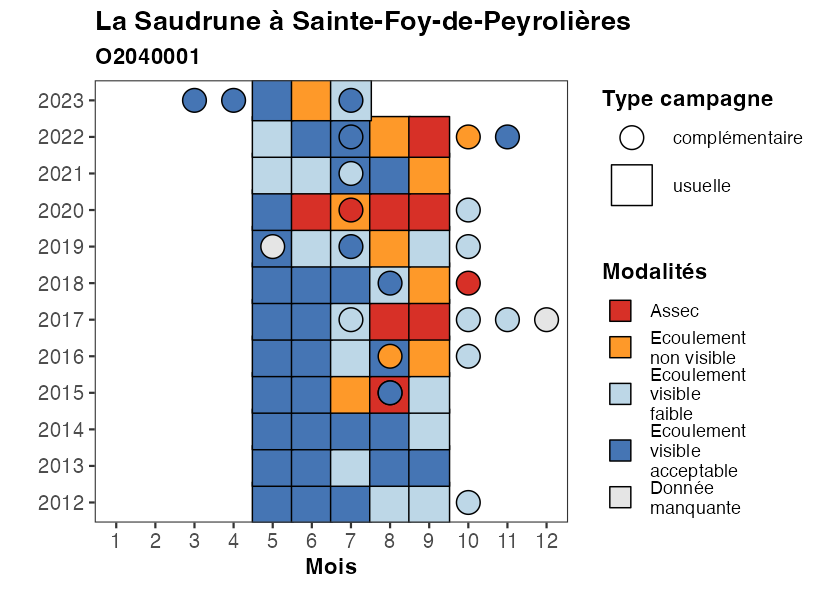 La Saudrune à Sainte-Foy-de-Peyrolières
O2040001
2023
2022
2021
2020
2019
2018
2017
2016
2015
2014
2013
2012
1 2 3 4 5 6 7 8 9 10 11 12
Mois
Type campagne
complémentaire
usuelle
Modalités
Assec
Ecoulement
non visible
Ecoulement
visible
faible
Ecoulement
visible
acceptable
Donnée
manquante